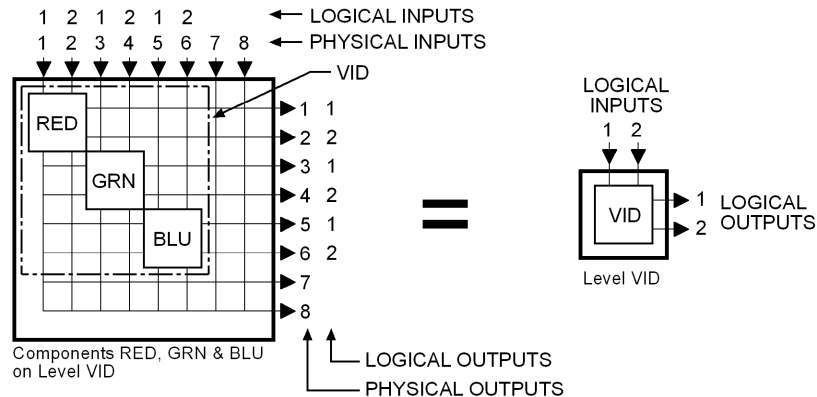 1 2 1 2 1 2 LOGICAL INPUTS
1 2 3 4 5 6 7 8 PHYSICAL INPUTS
VID
RED
GRN
BLU
1 1
2 2
3 1
4 2
5 1
6 2
7
8
Components RED, GRN & BLU
on Level VID
LOGICAL OUTPUTS
PHYSICAL OUTPUTS
=
LOGICAL
INPUTS
1 2
VID
1
2
LOGICAL
OUTPUTS
Level VID